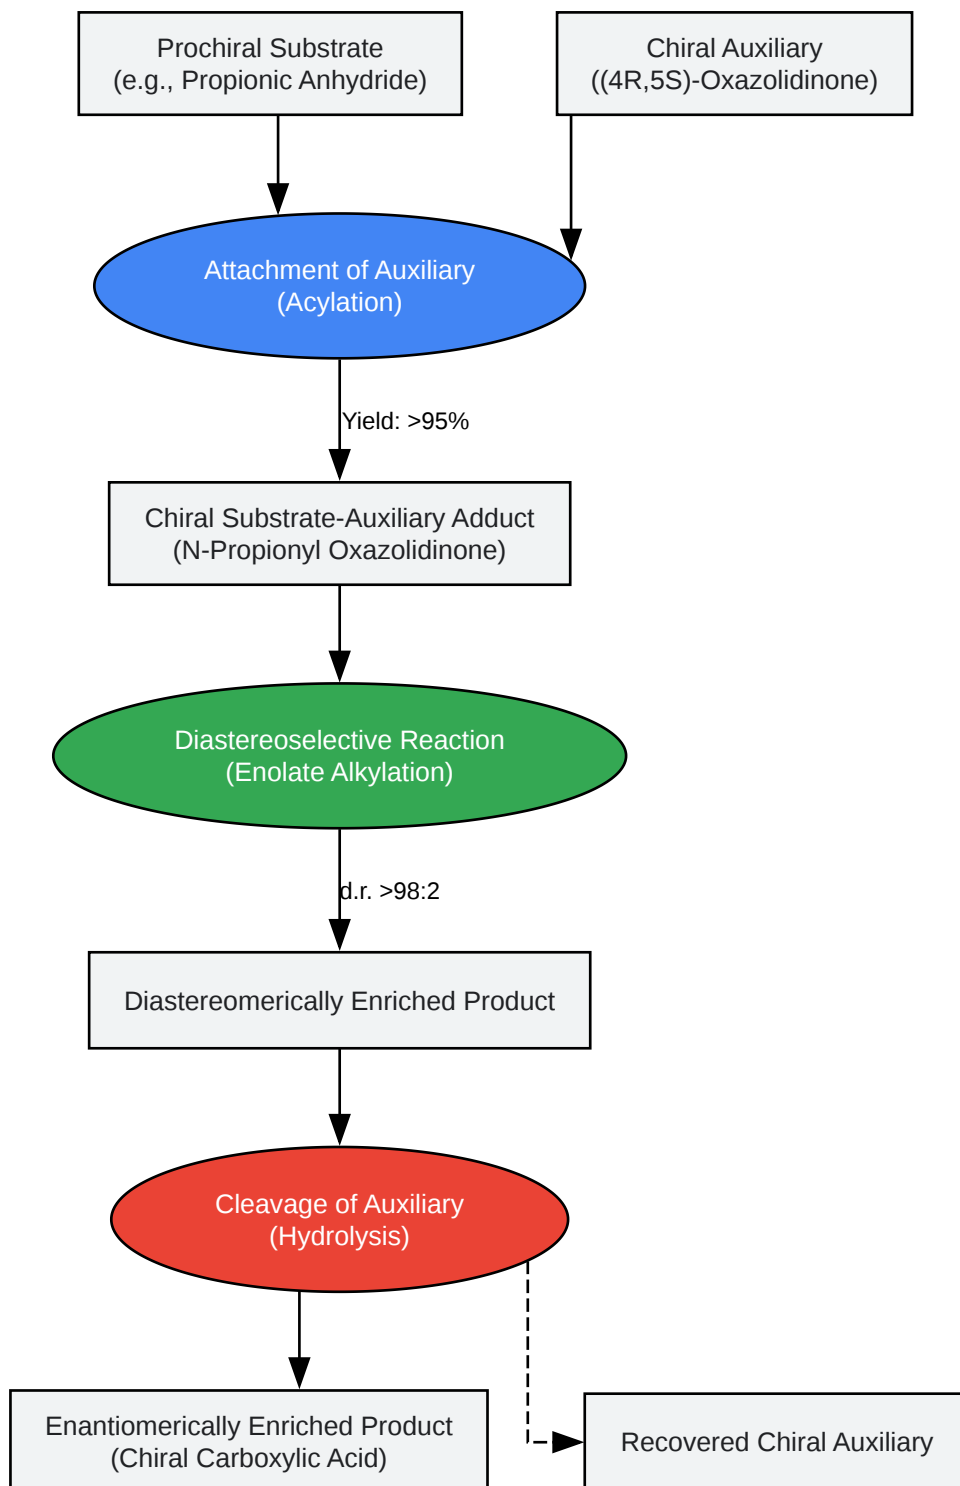 Prochiral Substrate
(e.g., Propionic Anhydride)
Chiral Auxiliary
((4R,5S)-Oxazolidinone)
Attachment of Auxiliary
(Acylation)
Yield: >95%
Chiral Substrate-Auxiliary Adduct
(N-Propionyl Oxazolidinone)
Diastereoselective Reaction
(Enolate Alkylation)
d.r. >98:2
Diastereomerically Enriched Product
Cleavage of Auxiliary
(Hydrolysis)
Enantiomerically Enriched Product
(Chiral Carboxylic Acid)
Recovered Chiral Auxiliary